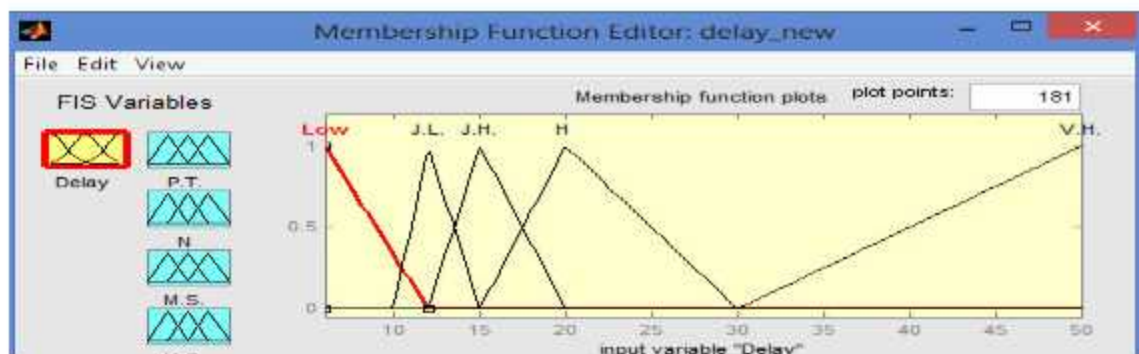 Membership Function Editor: delay_new
File Edit View
FIS Variables
Membership function plots plot points: 181
Low J.L. J.H. H V.H.
Delay
P.T.
N
M.S.
1
0.5
0
10 15 20 25 30 35 40 45 50
input variable "Delay"